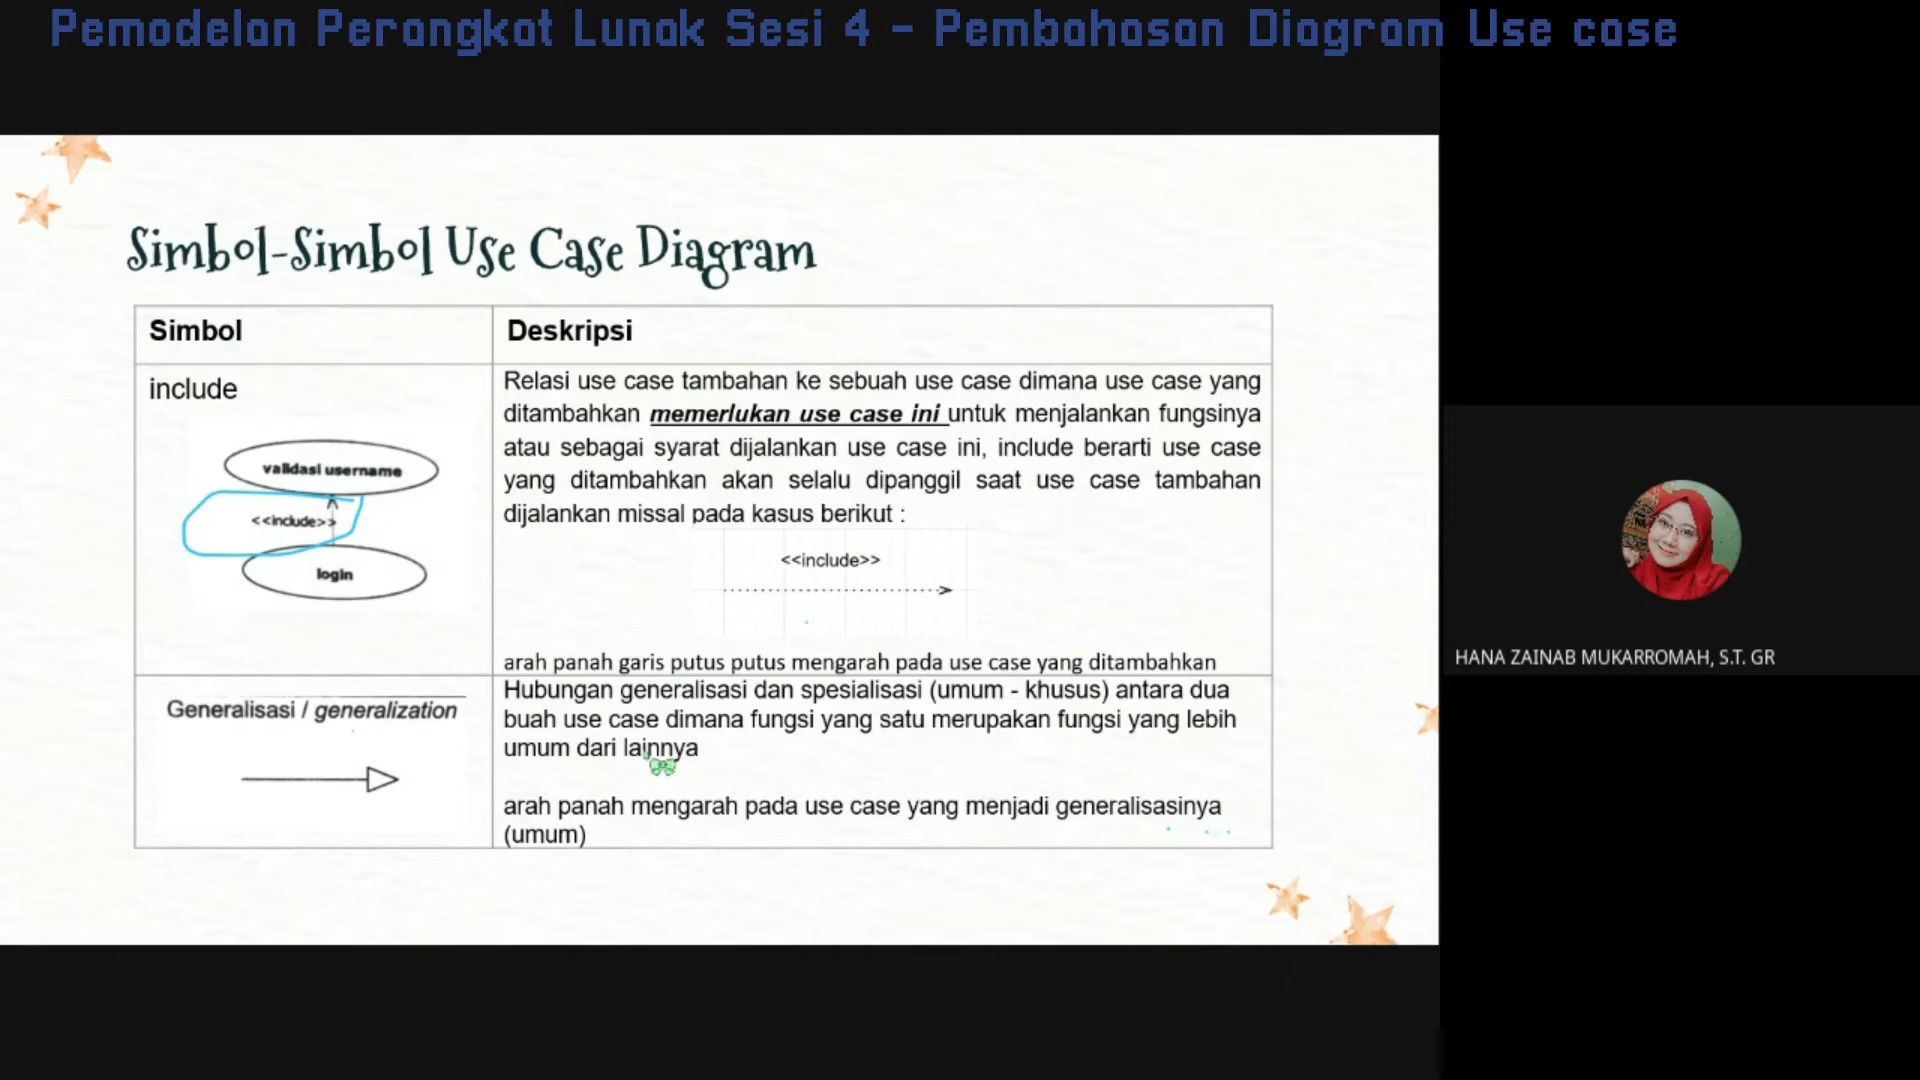 Pemodelan Perangkat Lunak Sesi 4 - Pembahasan Diagram Use case
Simbol-Simbol Use Case Diagram
Simbol
Deskripsi
include
validasi username
<<include>>
login
Relasi use case tambahan ke sebuah use case dimana use case yang
ditambahkan memerlukan use case ini untuk menjalankan fungsinya
atau sebagai syarat dijalankan use case ini, include berarti use case
yang ditambahkan akan selalu dipanggil saat use case tambahan
dijalankan missal pada kasus berikut :
<<include>>
arah panah garis putus putus mengarah pada use case yang ditambahkan
Generalisasi / generalization
Hubungan generalisasi dan spesialisasi (umum - khusus) antara dua
buah use case dimana fungsi yang satu merupakan fungsi yang lebih
umum dari lainnya
arah panah mengarah pada use case yang menjadi generalisasinya
(umum)
HANA ZAINAB MUKARROMAH, S.T. GR